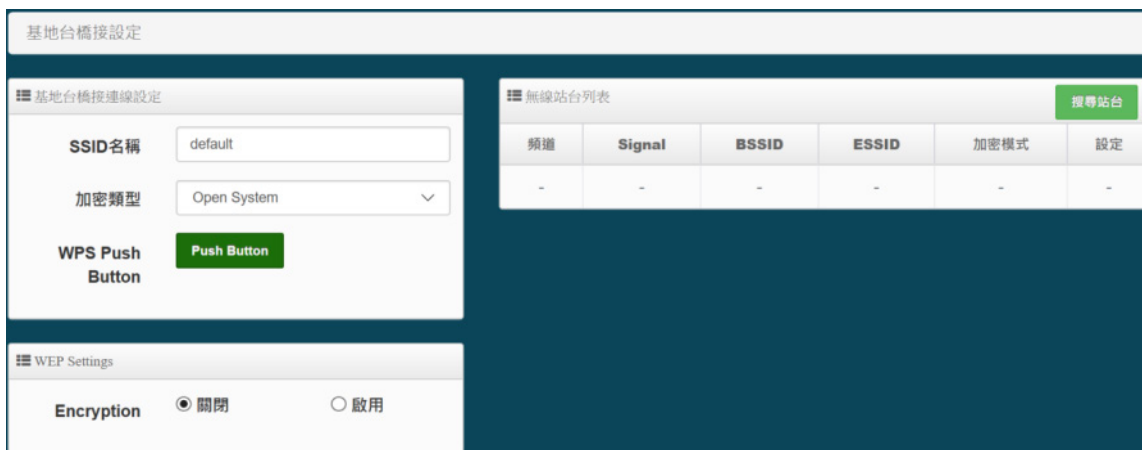 基地台橋接設定
基地台橋接連線設定
SSID名稱 default
加密類型 Open System
WPS Push
Button
Push Button
WEP Settings
Encryption 關閉 啟用
無線站台列表 搜尋站台
頻道 Signal BSSID ESSID 加密模式 設定
- - - - - -